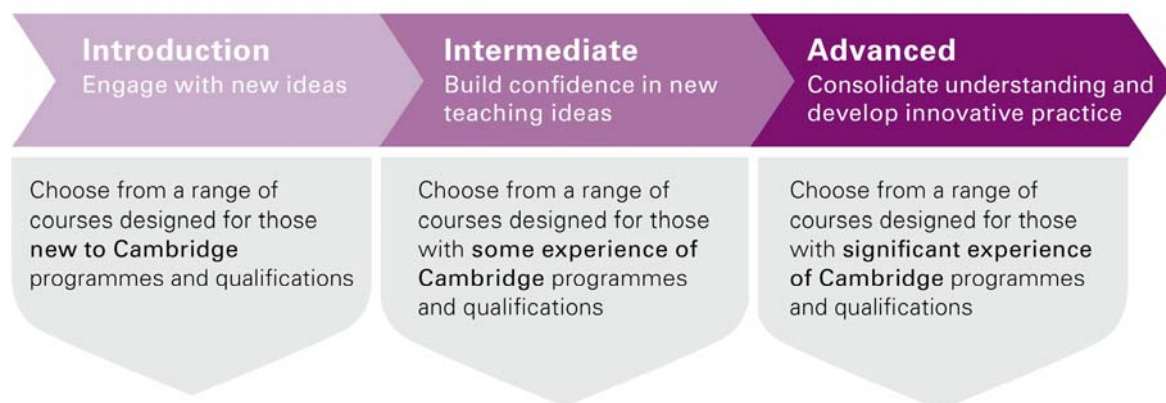 Introduction
Engage with new ideas
Intermediate
Build confidence in new
teaching ideas
Advanced
Consolidate understanding and
develop innovative practice
Choose from a range of
courses designed for those
new to Cambridge
programmes and qualifications
Choose from a range of
courses designed for those
with some experience of
Cambridge programmes
and qualifications
Choose from a range of
courses designed for those
with significant experience
of Cambridge programmes
and qualifications